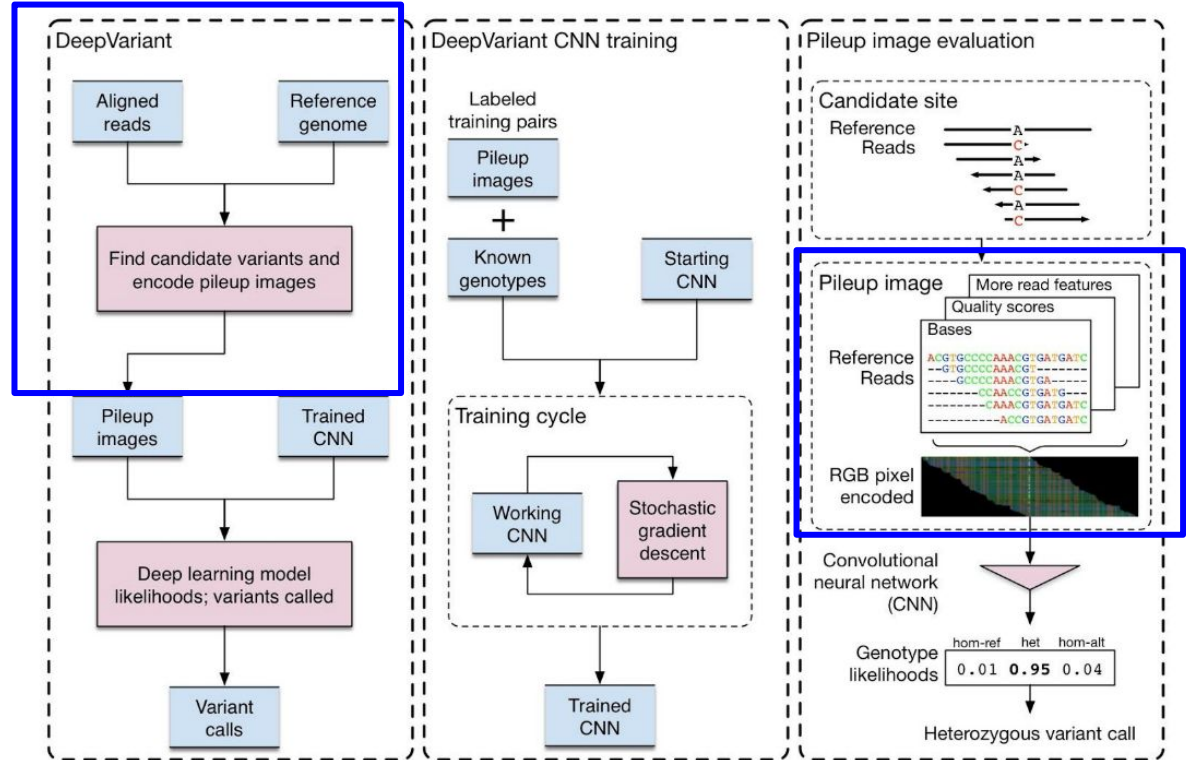 DeepVariant
Aligned
reads
Reference
genome
Find candidate variants and
encode pileup images
Pileup
images
Trained
CNN
Deep learning model
likelihoods; variants called
Variant
calls
DeepVariant CNN training
Labeled
training pairs
Pileup
images
+
Known
genotypes
Starting
CNN
Training cycle
Working
CNN
Stochastic
gradient
descent
Trained
CNN
Pileup image evaluation
Candidate site
Reference
Reads
A
C
A
A
C
A
C
Pileup image
More read features
Quality scores
Bases
Reference
Reads
ACGTGCCCCAAACGTGATGATC
--GTGCCCCAAACGT-------
----GCCCCAAACGTGA-----
-------CCAACGTGATG---
--------CAAACGTGATGATC
----------ACCGTGATGATC
RGB pixel
encoded
Convolutional
neural network
(CNN)
Genotype
likelihoods
hom-ref het hom-alt
0.01 0.95 0.04
Heterozygous variant call